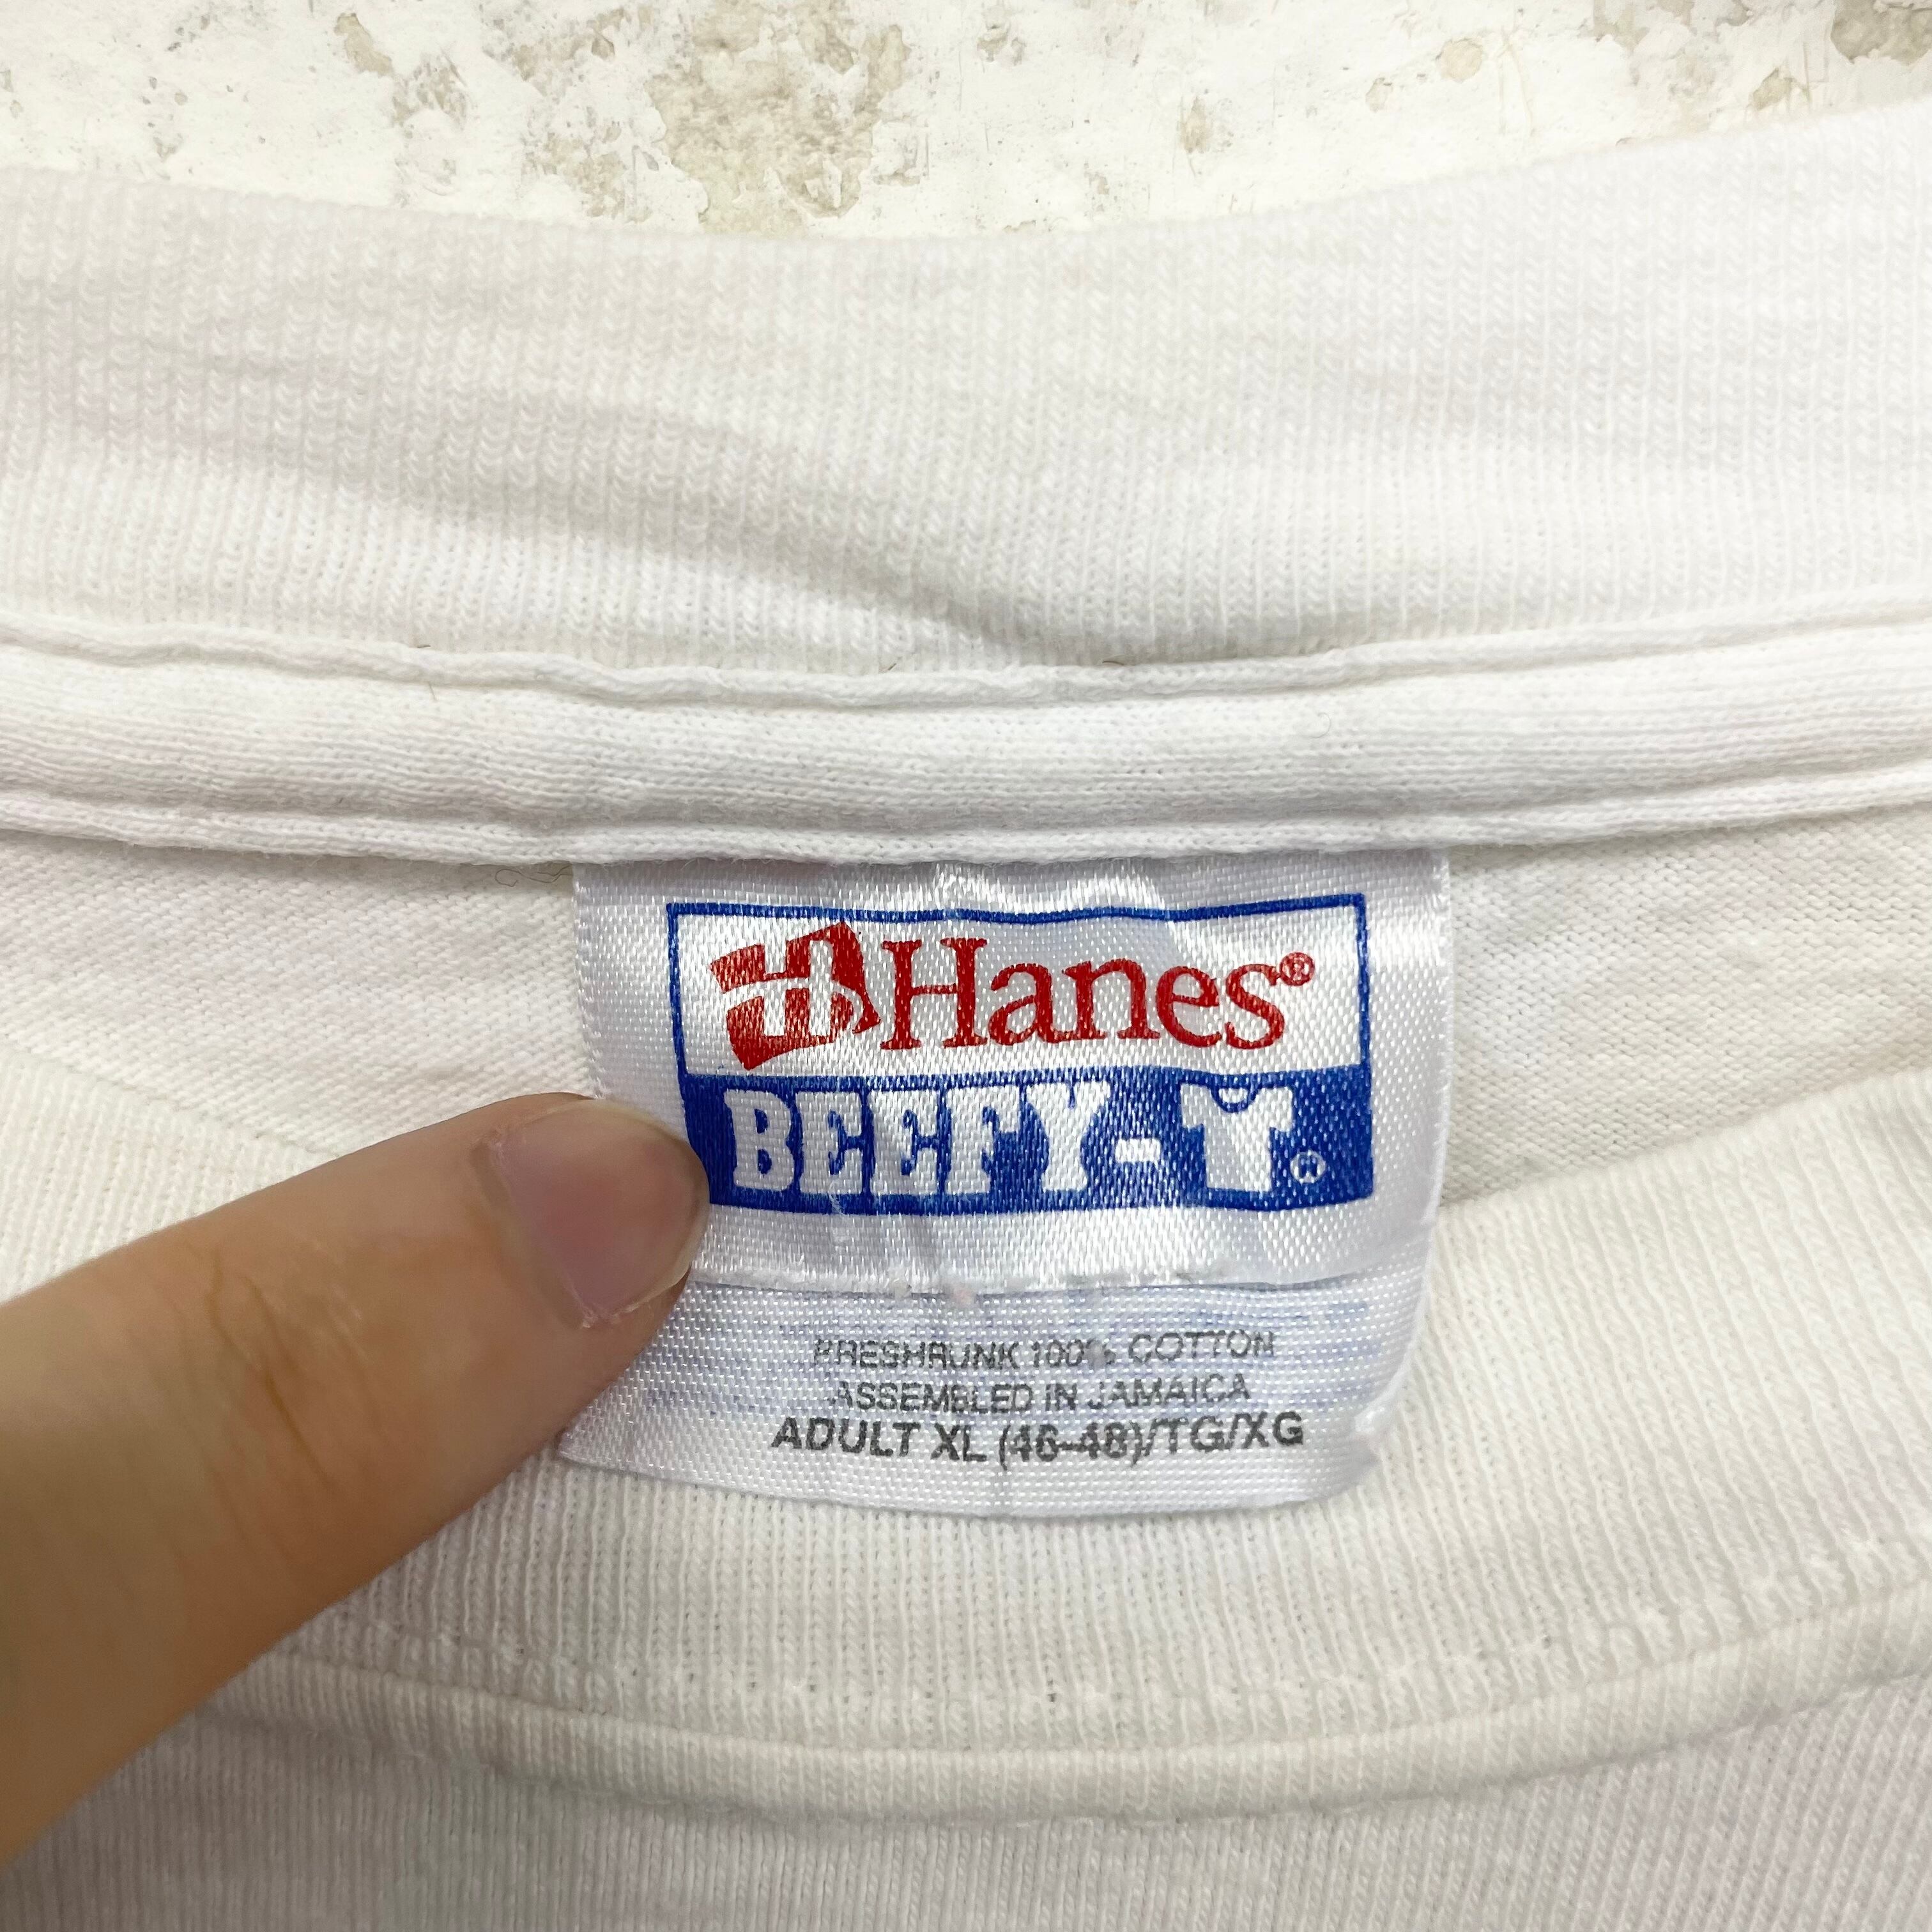 H Hanes®
BEEFY-T®
PRESHRUNK 100% COTTON
ASSEMBLED IN JAMAICA
ADULT XL (46-48)/TG/XG